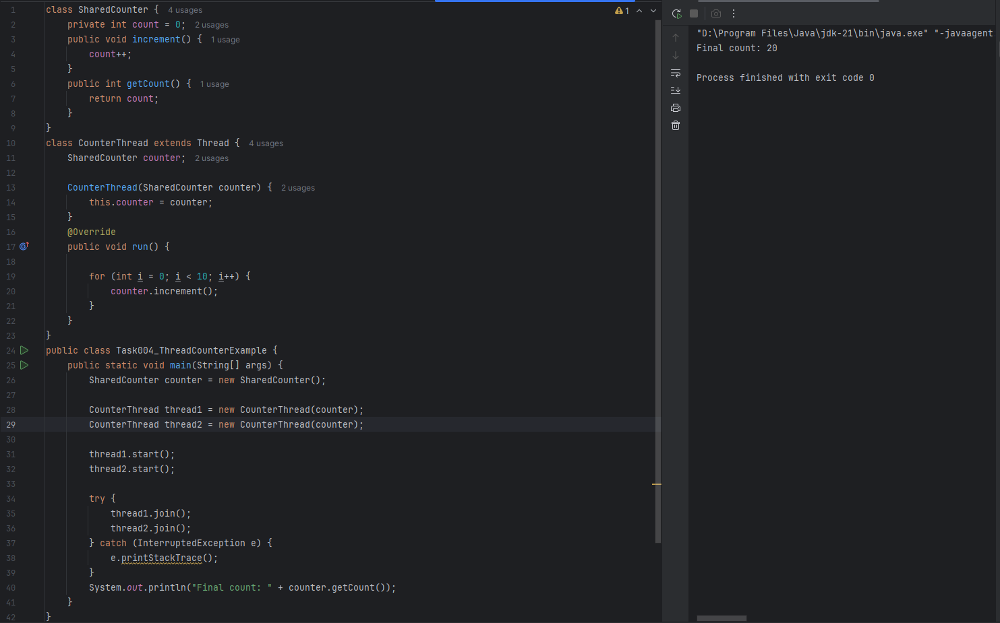 1 class SharedCounter { 4 usages
2 private int count = 0; 2 usages
3 public void increment() { 1 usage
4 count++;
5 }
6 public int getCount() { 1 usage
7 return count;
8 }
9 }
10 class CounterThread extends Thread { 4 usages
11 SharedCounter counter; 2 usages
12
13 CounterThread(SharedCounter counter) { 2 usages
14 this.counter = counter;
15 }
16 @Override
17 public void run() {
18
19 for (int i = 0; i < 10; i++) {
20 counter.increment();
21 }
22 }
23 }
24 public class Task004_ThreadCounterExample {
25 public static void main(String[] args) {
26 SharedCounter counter = new SharedCounter();
27
28 CounterThread thread1 = new CounterThread(counter);
29 CounterThread thread2 = new CounterThread(counter);
30
31 thread1.start();
32 thread2.start();
33
34 try {
35 thread1.join();
36 thread2.join();
37 } catch (InterruptedException e) {
38 e.printStackTrace();
39 }
40 System.out.println("Final count: " + counter.getCount());
41 }
42 }
1
"D:\Program Files\Java\jdk-21\bin\java.exe" "-javaagent
Final count: 20
Process finished with exit code 0